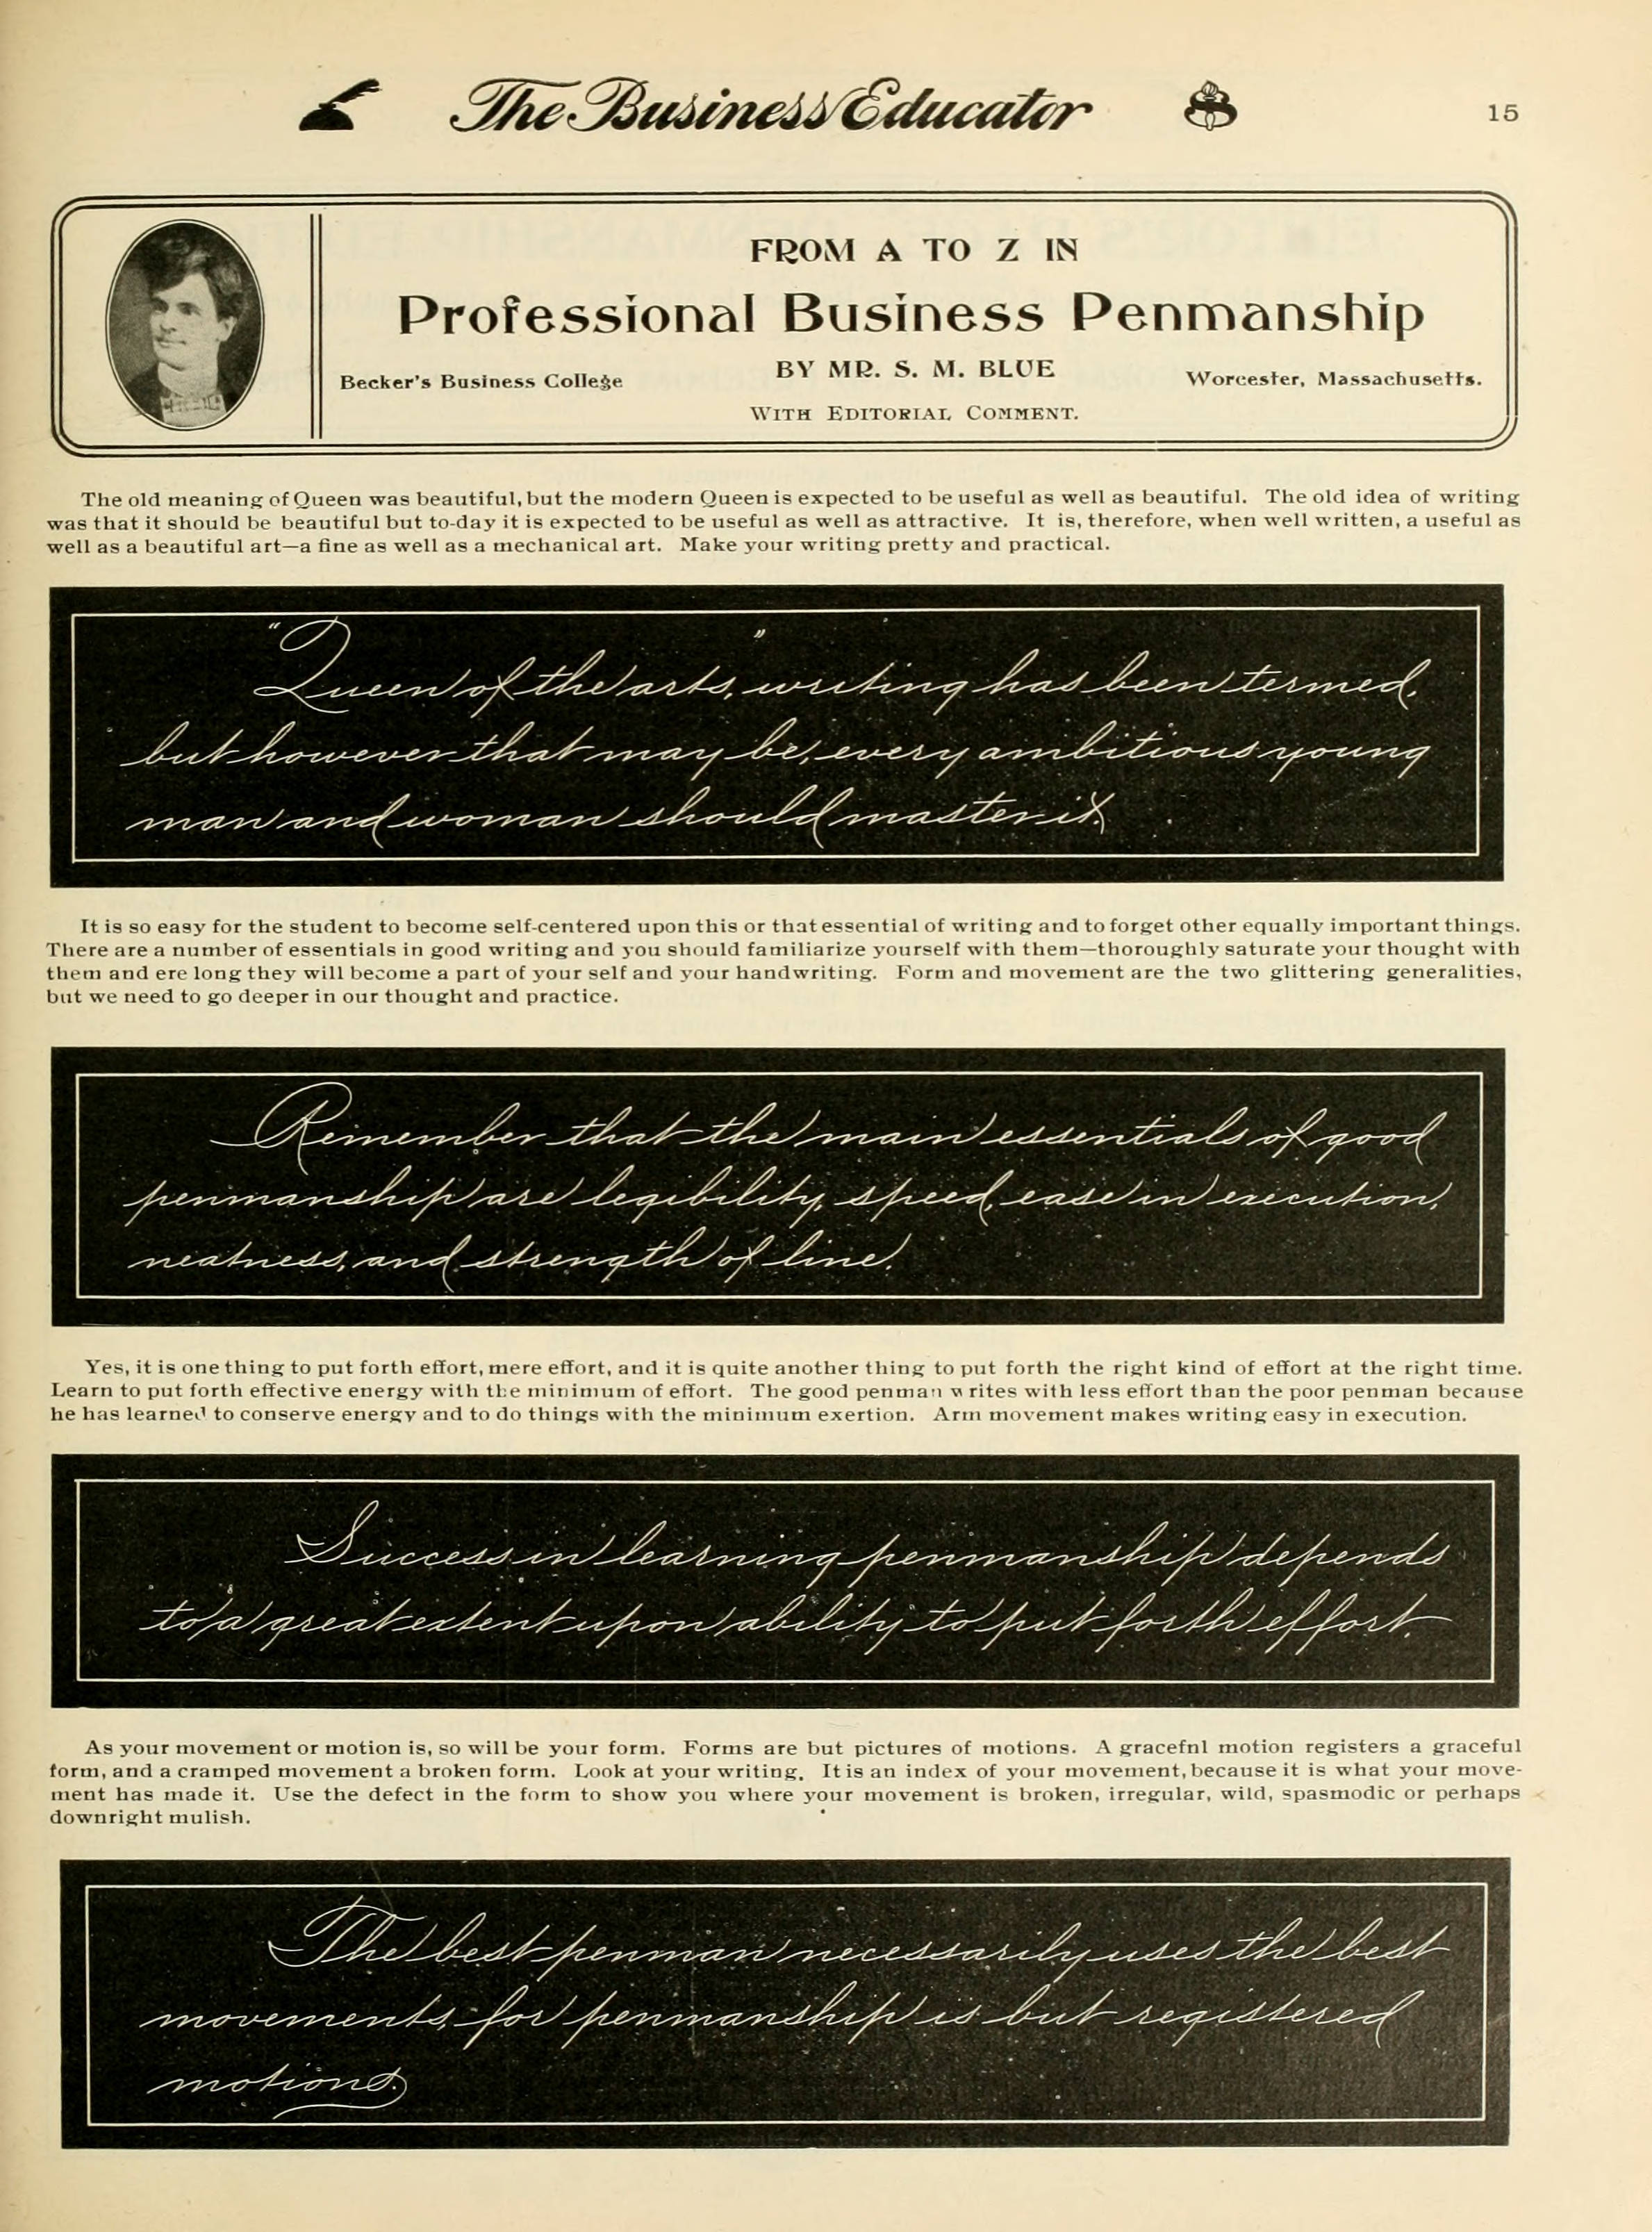 The Business Educator
15
FROM A TO Z IN
Professional Business Penmanship
BY MR. S. M. BLUE
Becker's Business College
Worcester, Massachusetts.
WITH EDITORIAL COMMENT.
The old meaning of Queen was beautiful, but the modern Queen is expected to be useful as well as beautiful. The old idea of writing
was that it should be beautiful but to-day it is expected to be useful as well as attractive. It is, therefore, when well written, a useful as
well as a beautiful art—a fine as well as a mechanical art. Make your writing pretty and practical.
"Queen of the arts," writing has been termed,
but however that may be, every ambitious young
man and woman should master it.
It is so easy for the student to become self-centered upon this or that essential of writing and to forget other equally important things.
There are a number of essentials in good writing and you should familiarize yourself with them—thoroughly saturate your thought with
them and ere long they will become a part of your self and your handwriting. Form and movement are the two glittering generalities,
but we need to go deeper in our thought and practice.
Remember that the main essentials of good
penmanship are legibility, speed, ease in execution,
neatness, and strength of line.
Yes, it is one thing to put forth effort, mere effort, and it is quite another thing to put forth the right kind of effort at the right time.
Learn to put forth effective energy with the minimum of effort. The good penman writes with less effort than the poor penman because
he has learned to conserve energy and to do things with the minimum exertion. Arm movement makes writing easy in execution.
Success in learning penmanship depends
to a great extent upon ability to put forth effort.
As your movement or motion is, so will be your form. Forms are but pictures of motions. A gracefnl motion registers a graceful
form, and a cramped movement a broken form. Look at your writing. It is an index of your movement, because it is what your move-
ment has made it. Use the defect in the form to show you where your movement is broken, irregular, wild, spasmodic or perhaps
downright mulish.
The best penman necessarily uses the best
movements, for penmanship is but registered
motions.